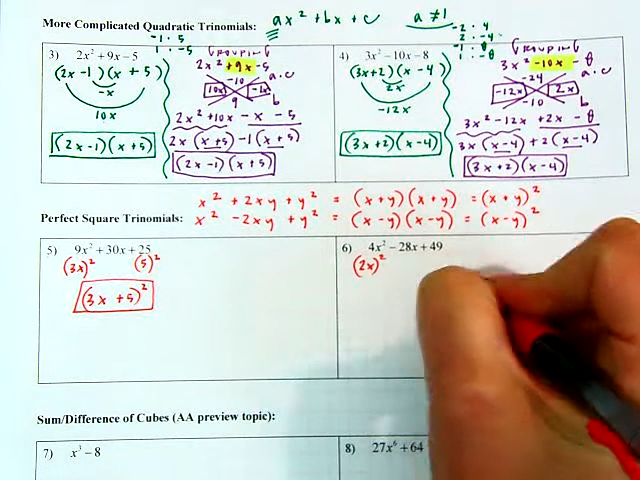 More Complicated Quadratic Trinomials: ax² + bx + c a ≠ 1
-1 · 5
1 · -5
-2 · 4
2 · -4
-1 · 8
1 · -8
3) 2x² + 9x – 5
(2x - 1)(x + 5)
-x
10x
(2x-1)(x+5)
GROUPING
2x² +9x -5
-10 a·c
10x -1x
9 b
2x² +10x - x - 5
2x (x+5) -1(x+5)
(2x-1)(x+5)
4) 3x² – 10x – 8
(3x+2)(x - 4)
2x
-12x
(3x+2)(x-4)
GROUPING
3x² -10x - 8
-24 a·c
-12x 2x
-10 b
3x² -12x +2x - 8
3x (x-4) + 2(x-4)
(3x+2)(x-4)
x² + 2xy + y² = (x+y)(x+y) = (x+y)²
Perfect Square Trinomials: x² - 2xy + y² = (x-y)(x-y) = (x-y)²
5) 9x² + 30x + 25
(3x)² (5)²
(3x + 5)²
6) 4x² – 28x + 49
(2x)²
Sum/Difference of Cubes (AA preview topic):
7) x³ – 8
8) 27x⁶ + 64